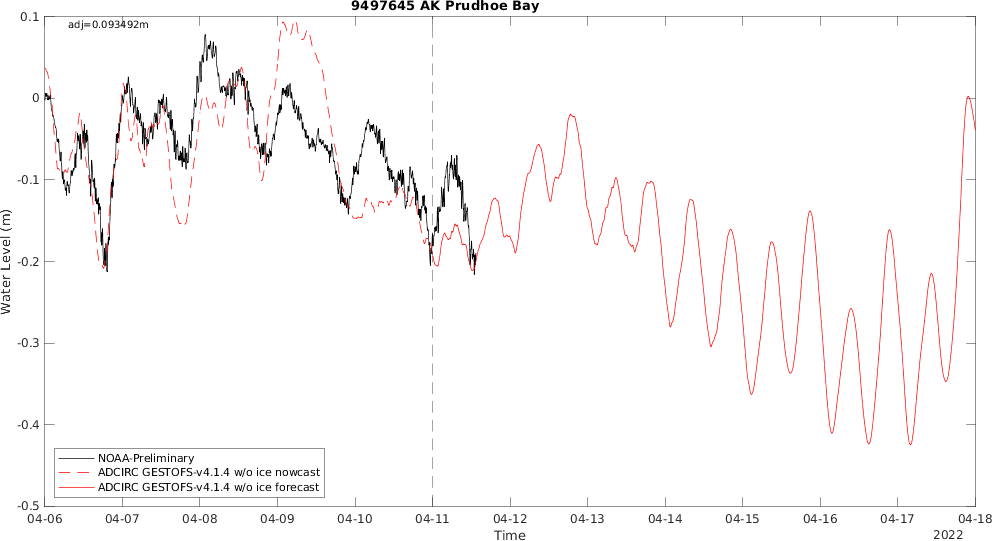 9497645 AK Prudhoe Bay
adj=0.093492m
0.1
0
-0.1
-0.2
-0.3
-0.4
-0.5
Water Level (m)
NOAA-Preliminary
ADCIRC GESTOFS-v4.1.4 w/o ice nowcast
ADCIRC GESTOFS-v4.1.4 w/o ice forecast
04-06 04-07 04-08 04-09 04-10 04-11 04-12 04-13 04-14 04-15 04-16 04-17 04-18
Time
2022